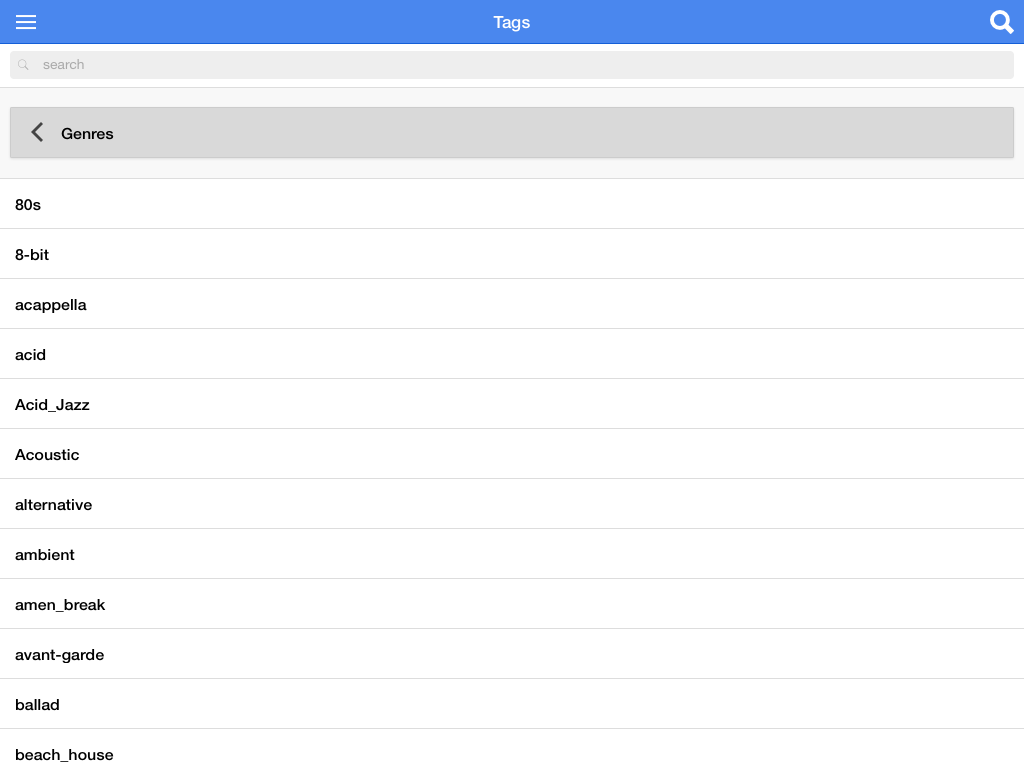 Tags
search
Genres
80s
8-bit
acappella
acid
Acid_Jazz
Acoustic
alternative
ambient
amen_break
avant-garde
ballad
beach_house